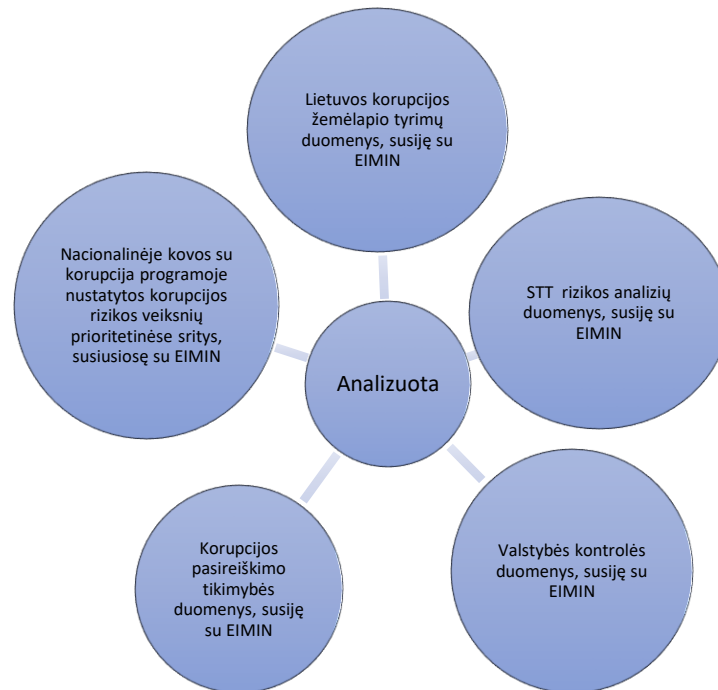 Lietuvos korupcijos
žemėlapio tyrimų
duomenys, susiję su
EIMIN
Nacionalinėje kovos su
korupcija programoje
nustatytos korupcijos
rizikos veiksnių
prioritetinėse sritys,
susiusiosę su EIMIN
STT rizikos analizių
duomenys, susiję su
EIMIN
Analizuota
Korupcijos
pasireiškimo
tikimybės
duomenys, susiję
su EIMIN
Valstybės kontrolės
duomenys, susiję su
EIMIN